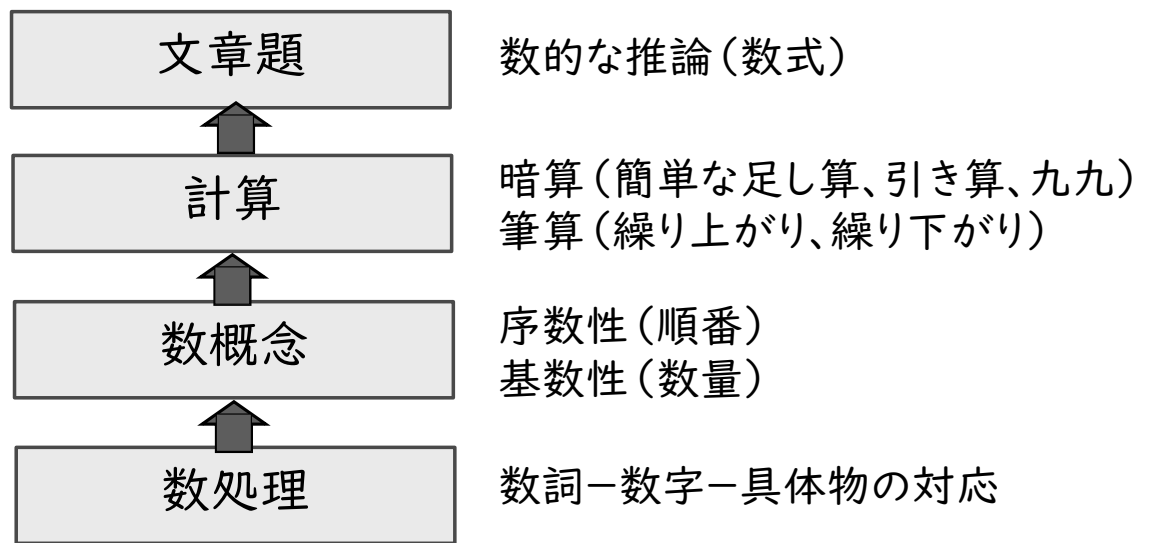 文章題
数的な推論（数式）
計算
暗算（簡単な足し算、引き算、九九）
筆算（繰り上がり、繰り下がり）
数概念
序数性（順番）
基数性（数量）
数処理
数詞－数字－具体物の対応